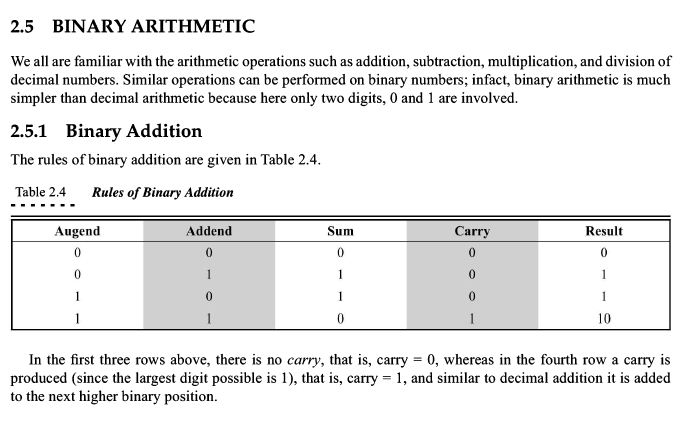 2.5 BINARY ARITHMETIC
We all are familiar with the arithmetic operations such as addition, subtraction, multiplication, and division of
decimal numbers. Similar operations can be performed on binary numbers; infact, binary arithmetic is much
simpler than decimal arithmetic because here only two digits, 0 and 1 are involved.
2.5.1 Binary Addition
The rules of binary addition are given in Table 2.4.
Table 2.4 Rules of Binary Addition
Augend Addend Sum Carry Result
0 0 0 0 0
0 1 1 0 1
1 0 1 0 1
1 1 0 1 10
In the first three rows above, there is no carry, that is, carry = 0, whereas in the fourth row a carry is
produced (since the largest digit possible is 1), that is, carry = 1, and similar to decimal addition it is added
to the next higher binary position.